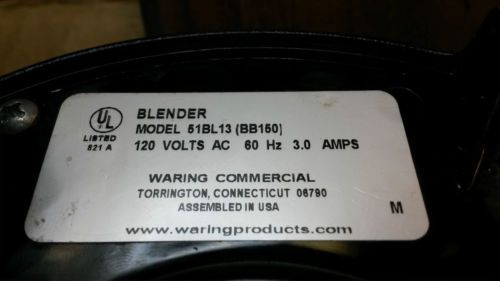 UL
LISTED
821 A
BLENDER
MODEL 51BL13 (BB150)
120 VOLTS AC 60 Hz 3.0 AMPS
WARING COMMERCIAL
TORRINGTON, CONNECTICUT 06790
ASSEMBLED IN USA
M
www.waringproducts.com